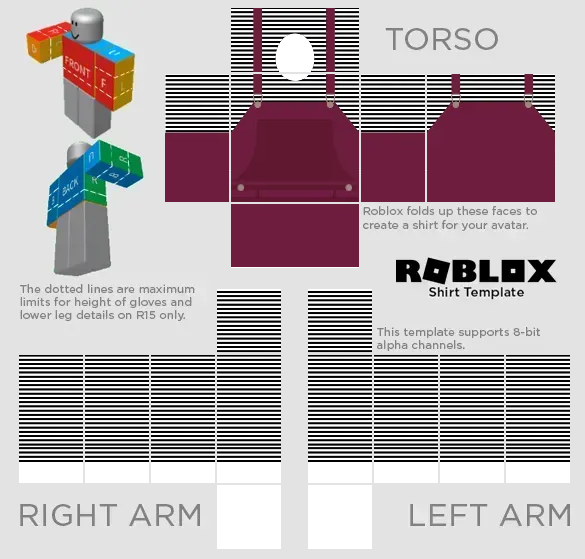 TORSO
FRONT
F
L
U
BACK
R
B
U
R
B
Roblox folds up these faces to
create a shirt for your avatar.
ROBLOX
Shirt Template
The dotted lines are maximum
limits for height of gloves and
lower leg details on R15 only.
This template supports 8-bit
alpha channels.
RIGHT ARM
LEFT ARM